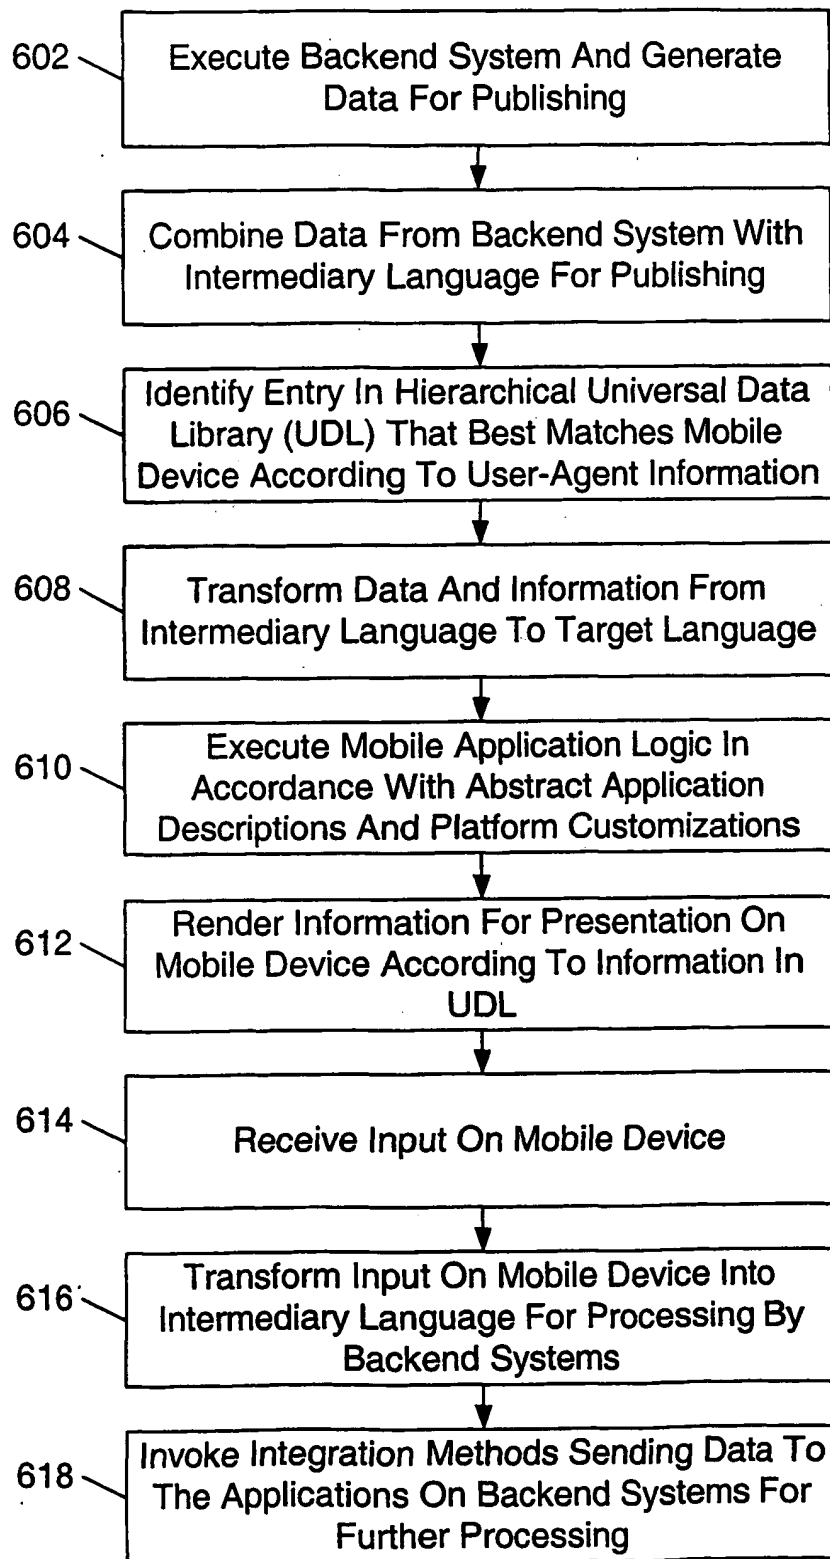 602
Execute Backend System And Generate
Data For Publishing
604
Combine Data From Backend System With
Intermediary Language For Publishing
606
Identify Entry In Hierarchical Universal Data
Library (UDL) That Best Matches Mobile
Device According To User-Agent Information
608
Transform Data And Information From
Intermediary Language To Target Language
610
Execute Mobile Application Logic In
Accordance With Abstract Application
Descriptions And Platform Customizations
612
Render Information For Presentation On
Mobile Device According To Information In
UDL
614
Receive Input On Mobile Device
616
Transform Input On Mobile Device Into
Intermediary Language For Processing By
Backend Systems
618
Invoke Integration Methods Sending Data To
The Applications On Backend Systems For
Further Processing